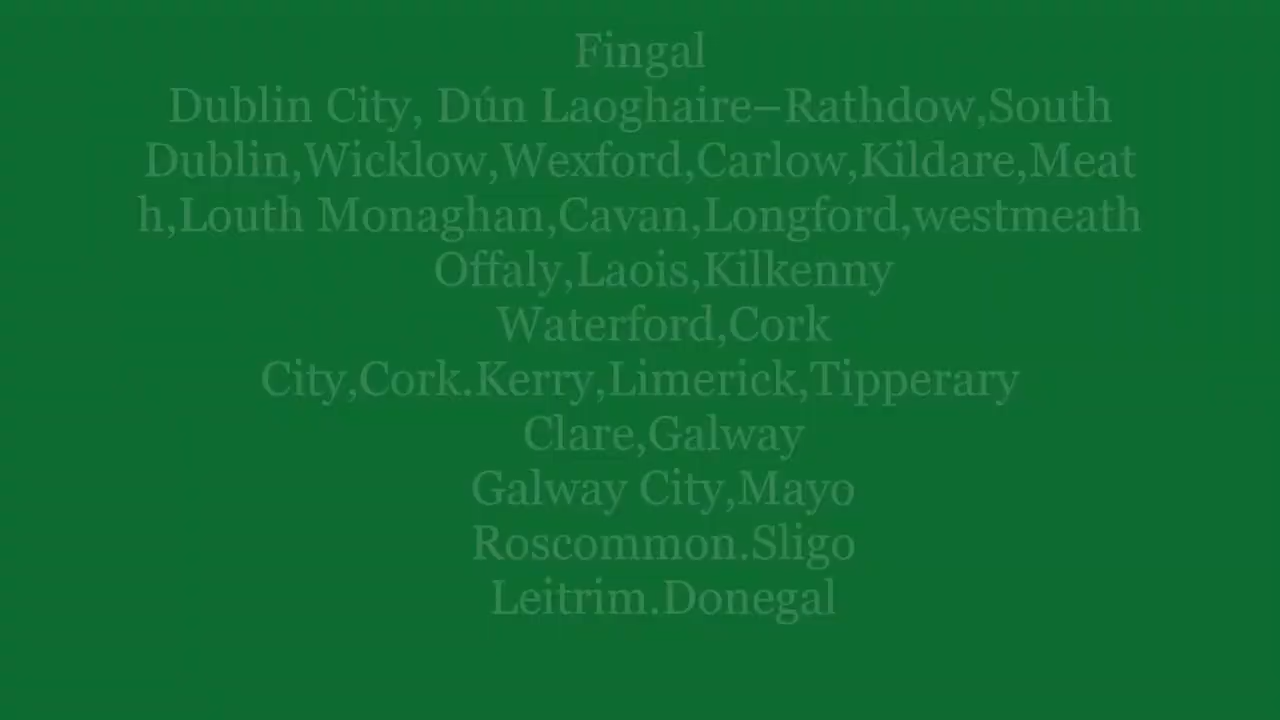 Fingal
Dublin City, Dún Laoghaire–Rathdow,South
Dublin,Wicklow,Wexford,Carlow,Kildare,Meat
h,Louth Monaghan,Cavan,Longford,westmeath
Offaly,Laois,Kilkenny
Waterford,Cork
City,Cork.Kerry,Limerick,Tipperary
Clare,Galway
Galway City,Mayo
Roscommon.Sligo
Leitrim.Donegal